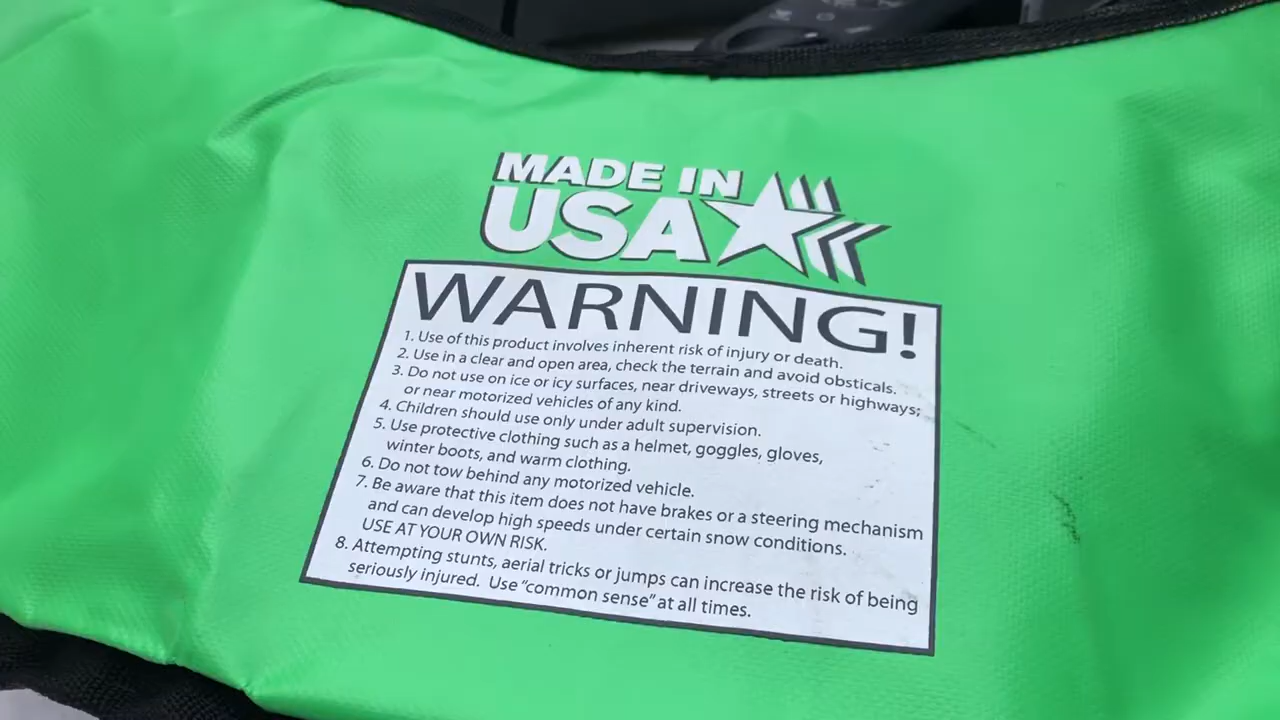 MADE IN
USA
WARNING!
1. Use of this product involves inherent risk of injury or death.
2. Use in a clear and open area, check the terrain and avoid obsticals.
3. Do not use on ice or icy surfaces, near driveways, streets or highways;
or near motorized vehicles of any kind.
4. Children should use only under adult supervision.
5. Use protective clothing such as a helmet, goggles, gloves,
winter boots, and warm clothing.
6. Do not tow behind any motorized vehicle.
7. Be aware that this item does not have brakes or a steering mechanism
and can develop high speeds under certain snow conditions.
USE AT YOUR OWN RISK.
8. Attempting stunts, aerial tricks or jumps can increase the risk of being
seriously injured. Use "common sense" at all times.